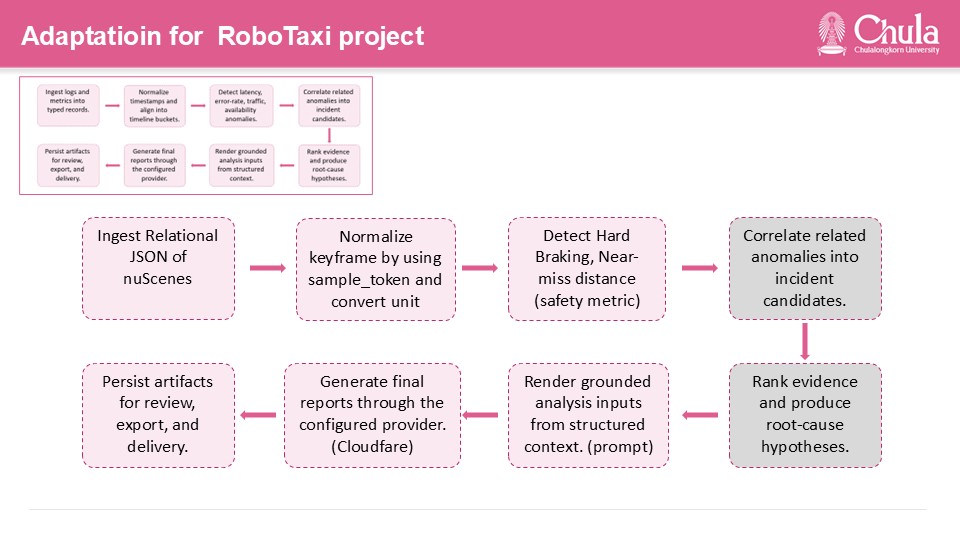 Adaptatioin for  RoboTaxi project
Chula
Chulalongkorn University
Ingest logs and
metrics into
typed records.
Normalize
timestamps and
align into
timeline buckets.
Detect latency,
error-rate, traffic,
availability
anomalies.
Correlate related
anomalies into
incident
candidates.
Persist artifacts
for review,
export, and
delivery.
Generate final
reports through
the configured
provider.
Render grounded
analysis inputs
from structured
context.
Rank evidence
and produce
root-cause
hypotheses.
Ingest Relational
JSON of
nuScenes
Normalize
keyframe by using
sample_token and
convert unit
Detect Hard
Braking, Near-
miss distance
(safety metric)
Correlate related
anomalies into
incident
candidates.
Persist artifacts
for review,
export, and
delivery.
Generate final
reports through the
configured provider.
(Cloudfare)
Render grounded
analysis inputs
from structured
context. (prompt)
Rank evidence
and produce
root-cause
hypotheses.